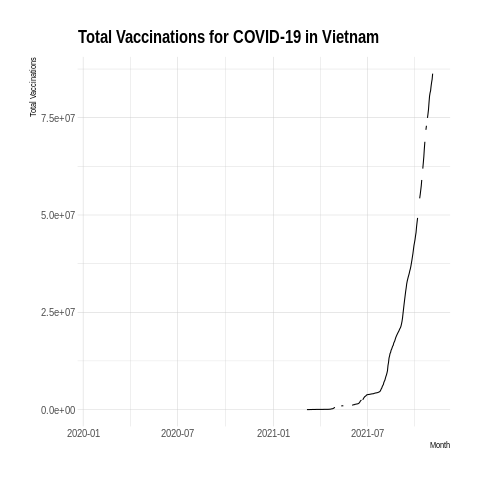 Total Vaccinations for COVID-19 in Vietnam
Total Vaccinations
7.5e+07
5.0e+07
2.5e+07
0.0e+00
2020-01 2020-07 2021-01 2021-07
Month